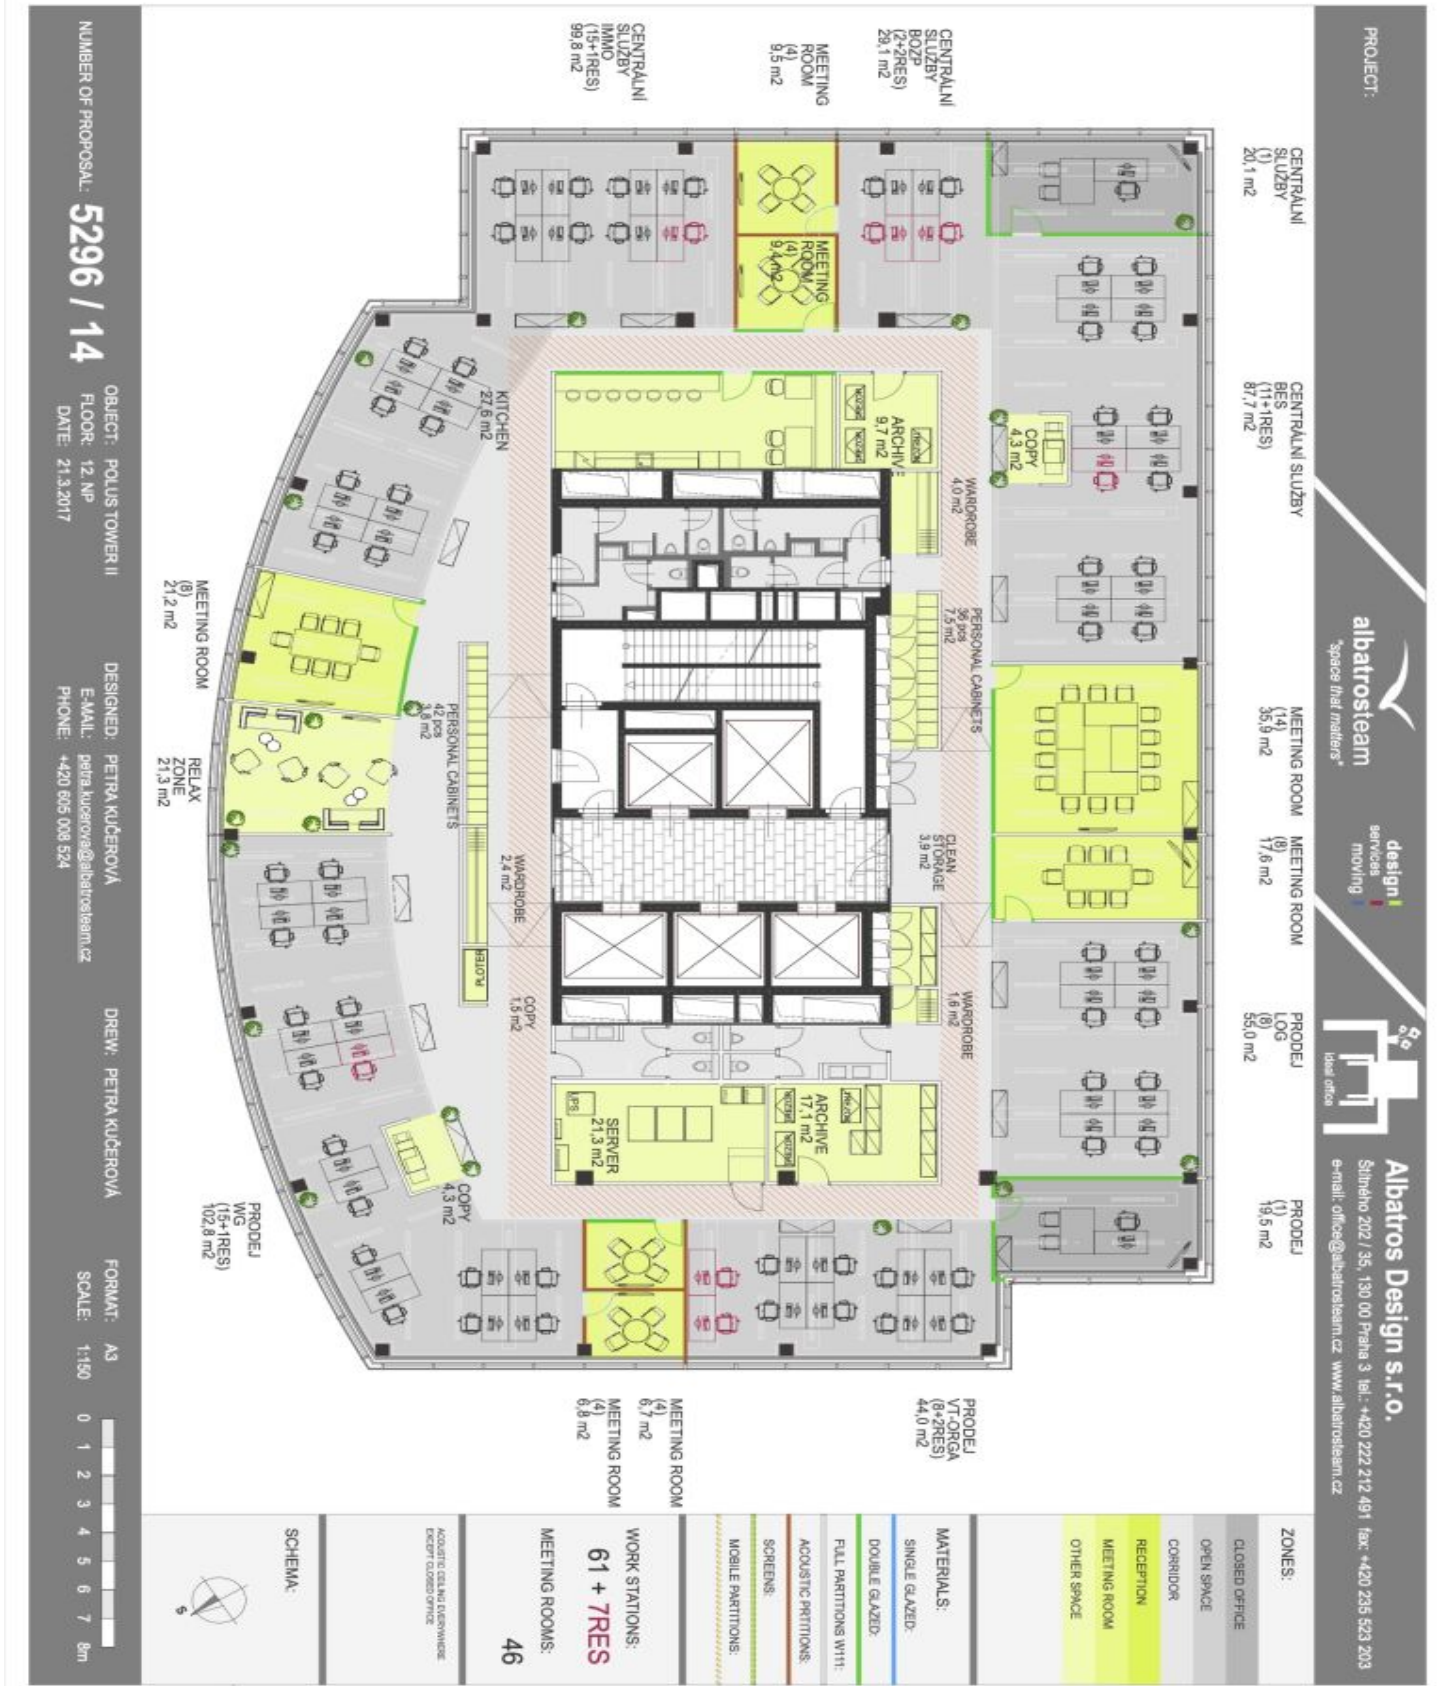 PROJECT:
albatrosteam
"space that matters"
design
services
moving
ideal office
Albatros Design s.r.o.
Štítného 202 / 35, 130 00 Praha 3 tel.: +420 222 212 491 fax: +420 235 523 203
e-mail: office@albatrosteam.cz www.albatrosteam.cz
CENTRÁLNÍ
SLUŽBY
(1)
20,1 m2
CENTRÁLNÍ SLUŽBY
BES
(11+1RES)
87,7 m2
MEETING ROOM
(14)
35,9 m2
MEETING ROOM
(8)
17,6 m2
PRODEJ
LOG
(8)
55,0 m2
PRODEJ
(1)
19,5 m2
CENTRÁLNÍ
SLUŽBY
BOZP
(2+2RES)
29,1 m2
MEETING
ROOM
(4)
9,5 m2
CENTRÁLNÍ
SLUŽBY
IMMO
(15+1RES)
99,8 m2
MEETING
ROOM
(4)
9,4 m2
COPY
4,3 m2
ARCHIVE
9,7 m2
WARDROBE
4,0 m2
PERSONAL CABINETS
36 pcs
7,5 m2
CLEAN
STORAGE
3,9 m2
WARDROBE
1,6 m2
KITCHEN
27,6 m2
ARCHIVE
17,1 m2
SERVER
21,3 m2
UPS
PERSONAL CABINETS
42 pcs
3,8 m2
WARDROBE
2,4 m2
PLOTER
COPY
1,5 m2
COPY
4,3 m2
MEETING ROOM
(8)
21,2 m2
RELAX
ZONE
21,3 m2
PRODEJ
WG
(15+1RES)
102,8 m2
PRODEJ
VT-ORGA
(8+2RES)
44,0 m2
MEETING ROOM
(4)
6,7 m2
MEETING ROOM
(4)
6,8 m2
ZONES:
CLOSED OFFICE
OPEN SPACE
CORRIDOR
RECEPTION
MEETING ROOM
OTHER SPACE
MATERIALS:
SINGLE GLAZED:
DOUBLE GLAZED:
FULL PARTITIONS W111:
ACOUSTIC PRTITIONS:
SCREENS:
MOBILE PARTITIONS:
WORK STATIONS:
61 + 7RES
MEETING ROOMS:
46
ACOUSTIC CEILING EVERYWHERE
EXCEPT CLOSED OFFICE
SCHEMA:
S
NUMBER OF PROPOSAL: 5296 / 14
OBJECT: POLUS TOWER II
FLOOR: 12. NP
DATE: 21.3.2017
DESIGNED: PETRA KUČEROVÁ
E-MAIL: petra.kucerova@albatrosteam.cz
PHONE: +420 605 008 524
DREW: PETRA KUČEROVÁ
FORMAT: A3
SCALE: 1:150
0 1 2 3 4 5 6 7 8m